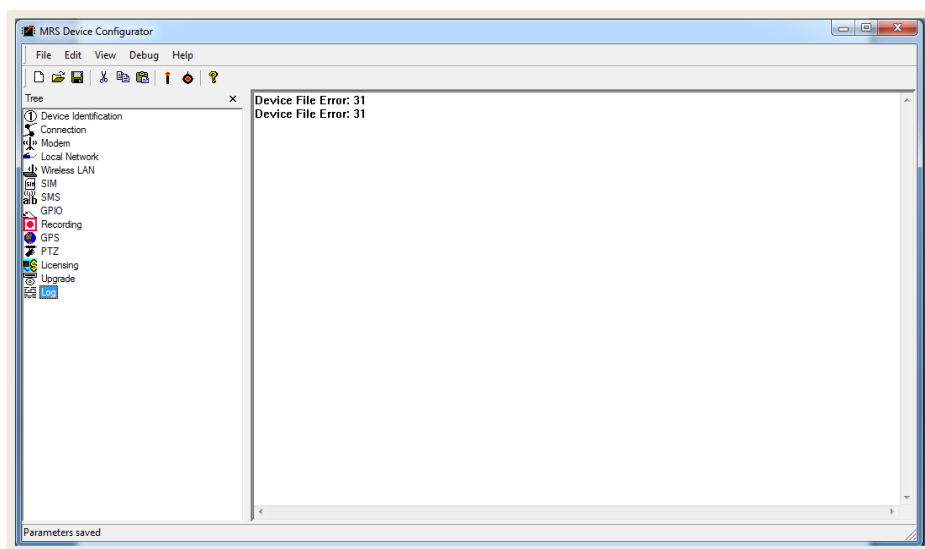 MRS Device Configurator
File Edit View Debug Help
Tree
Device File Error: 31
Device File Error: 31
Device Identification
Connection
Modem
Local Network
Wireless LAN
SIM
SMS
GPIO
Recording
GPS
PTZ
Licensing
Upgrade
Log
Parameters saved